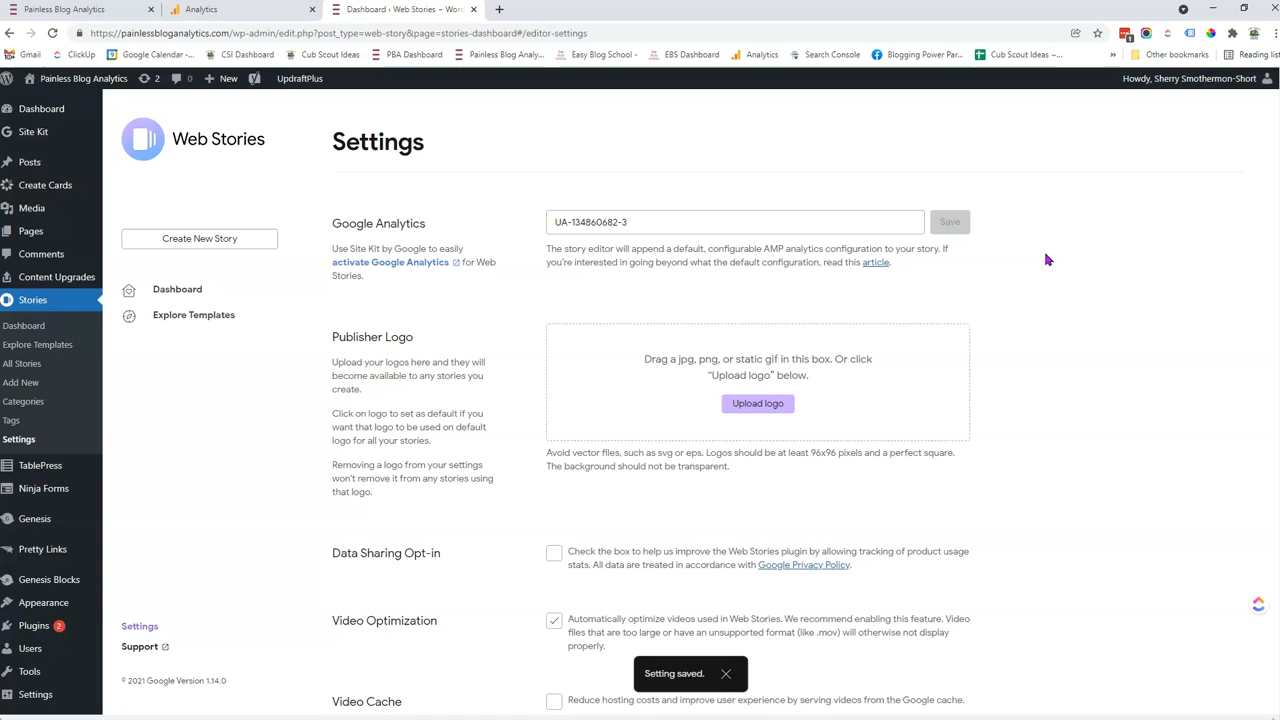 Painless Blog Analytics
Analytics
Dashboard ‹ Web Stories – Wor
https://painlessbloganalytics.com/wp-admin/edit.php?post_type=web-story&page=stories-dashboard#/editor-settings
Gmail
ClickUp
Google Calendar -...
CSI Dashboard
Cub Scout Ideas
PBA Dashboard
Painless Blog Analy...
Easy Blog School -...
EBS Dashboard
Analytics
Search Console
Blogging Power Par...
Cub Scout Ideas ~...
»
Other bookmarks
Reading list
Painless Blog Analytics
2
0
New
UpdraftPlus
Howdy, Sherry Smothermon-Short
Dashboard
Site Kit
Posts
Create Cards
Media
Pages
Comments
Content Upgrades
Stories
Dashboard
Explore Templates
All Stories
Add New
Categories
Tags
Settings
TablePress
Ninja Forms
Genesis
Pretty Links
Genesis Blocks
Appearance
Plugins 2
Users
Tools
Settings
Web Stories
Create New Story
Dashboard
Explore Templates
Settings
Support
© 2021 Google Version 1.14.0
Settings
Google Analytics
Use Site Kit by Google to easily
activate Google Analytics for Web
Stories.
UA-134860682-3
Save
The story editor will append a default, configurable AMP analytics configuration to your story. If
you're interested in going beyond what the default configuration, read this article.
Publisher Logo
Upload your logos here and they will
become available to any stories you
create.
Click on logo to set as default if you
want that logo to be used on default
logo for all your stories.
Removing a logo from your settings
won't remove it from any stories using
that logo.
Drag a jpg, png, or static gif in this box. Or click
“Upload logo” below.
Upload logo
Avoid vector files, such as svg or eps. Logos should be at least 96x96 pixels and a perfect square.
The background should not be transparent.
Data Sharing Opt-in
Check the box to help us improve the Web Stories plugin by allowing tracking of product usage
stats. All data are treated in accordance with Google Privacy Policy.
Video Optimization
Automatically optimize videos used in Web Stories. We recommend enabling this feature. Video
files that are too large or have an unsupported format (like .mov) will otherwise not display
properly.
Setting saved.
Video Cache
Reduce hosting costs and improve user experience by serving videos from the Google cache.